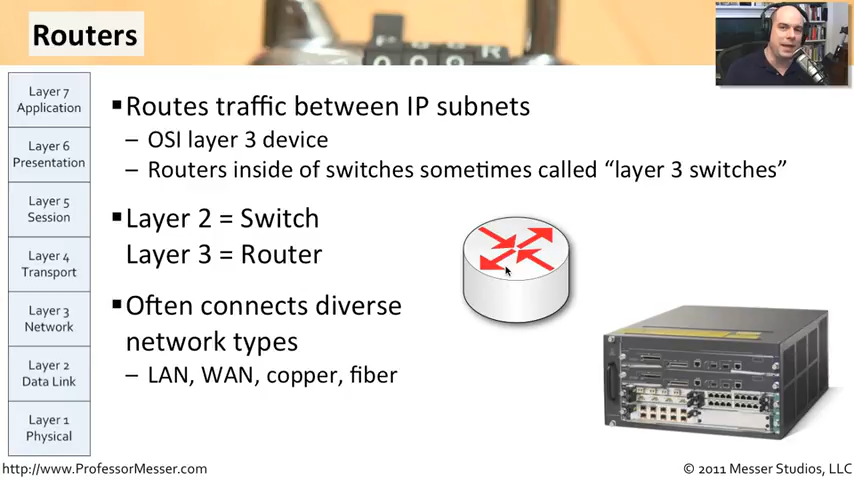 Routers
Layer 7
Application
Layer 6
Presentation
Layer 5
Session
Layer 4
Transport
Layer 3
Network
Layer 2
Data Link
Layer 1
Physical
▪Routes traffic between IP subnets
– OSI layer 3 device
– Routers inside of switches sometimes called “layer 3 switches”
▪Layer 2 = Switch
Layer 3 = Router
▪Often connects diverse
network types
– LAN, WAN, copper, fiber
http://www.ProfessorMesser.com
© 2011 Messer Studios, LLC